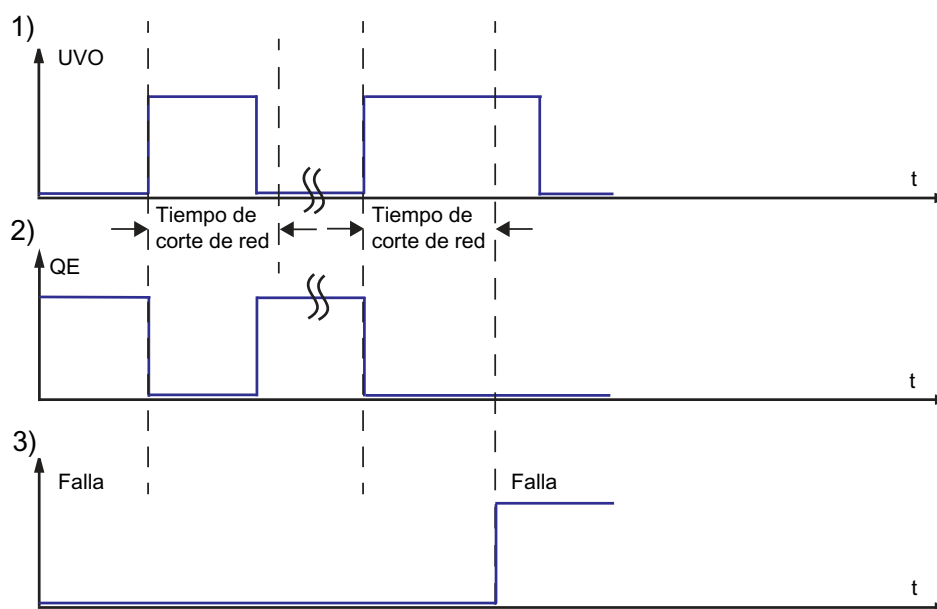 1)
UVO
t
Tiempo de
corte de red
Tiempo de
corte de red
2)
QE
t
3)
Falla
Falla
t